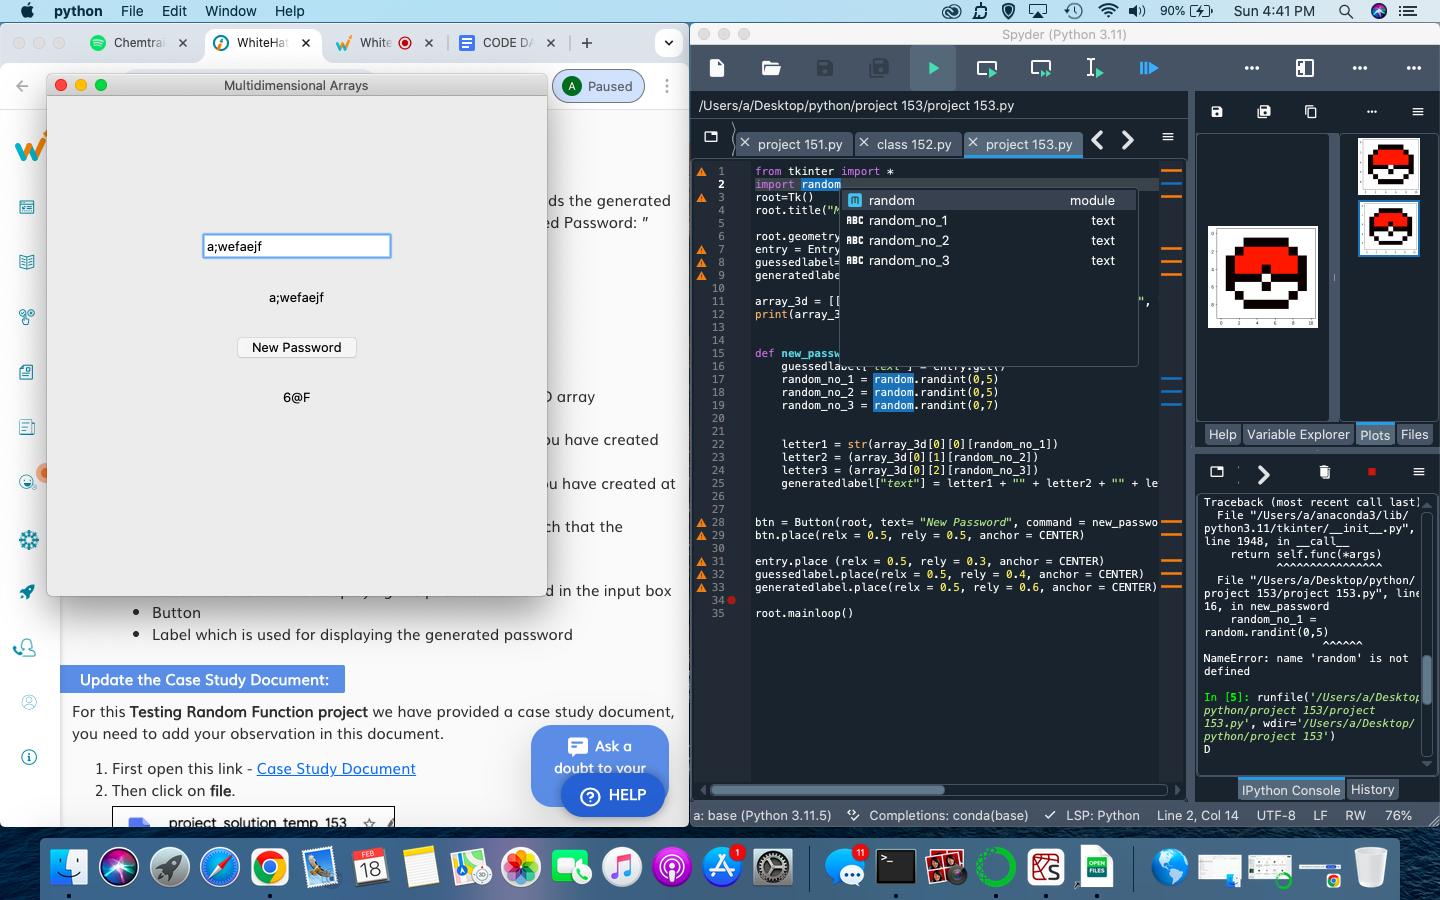 python File Edit Window Help
90% Sun 4:41 PM
Chemtrai
WhiteHat
White
CODE DA
A Paused
Multidimensional Arrays
a;wefaejf
a;wefaejf
New Password
6@F
ds the generated
ed Password: "
D array
ou have created
ou have created at
ch that the
d in the input box
Button
Label which is used for displaying the generated password
Update the Case Study Document:
For this Testing Random Function project we have provided a case study document,
you need to add your observation in this document.
1. First open this link - Case Study Document
2. Then click on file.
project_solution_temp_153
Ask a
doubt to your
HELP
Spyder (Python 3.11)
/Users/a/Desktop/python/project 153/project 153.py
project 151.py
class 152.py
project 153.py
1 from tkinter import *
2 import random
3 root=Tk()
4 root.title("M
5
6 root.geometry
7 entry = Entry
8 guessedlabel=
9 generatedlabe
10
11 array_3d = [[ ",
12 print(array_3
13
14
15 def new_passw
16 guessedlabel["text"] = entry.get()
17 random_no_1 = random.randint(0,5)
18 random_no_2 = random.randint(0,5)
19 random_no_3 = random.randint(0,7)
20
21
22 letter1 = str(array_3d[0][0][random_no_1])
23 letter2 = (array_3d[0][1][random_no_2])
24 letter3 = (array_3d[0][2][random_no_3])
25 generatedlabel["text"] = letter1 + "" + letter2 + "" + le
26
27
28 btn = Button(root, text= "New Password", command = new_passwo
29 btn.place(relx = 0.5, rely = 0.5, anchor = CENTER)
30
31 entry.place (relx = 0.5, rely = 0.3, anchor = CENTER)
32 guessedlabel.place(relx = 0.5, rely = 0.4, anchor = CENTER)
33 generatedlabel.place(relx = 0.5, rely = 0.6, anchor = CENTER)
34
35 root.mainloop()
random module
ABC random_no_1 text
ABC random_no_2 text
ABC random_no_3 text
Help Variable Explorer Plots Files
Traceback (most recent call last)
File "/Users/a/anaconda3/lib/
python3.11/tkinter/__init__.py",
line 1948, in __call__
return self.func(*args)
^^^^^^^^^^^^^^^^
File "/Users/a/Desktop/python/
project 153/project 153.py", line
16, in new_password
random_no_1 =
random.randint(0,5)
^^^^^^
NameError: name 'random' is not
defined
In [5]: runfile('/Users/a/Desktop
python/project 153/project
153.py', wdir='/Users/a/Desktop/
python/project 153')
D
IPython Console History
a: base (Python 3.11.5) Completions: conda(base) LSP: Python Line 2, Col 14 UTF-8 LF RW 76%
FEB
18
3D
1
11
OPEN
FILES